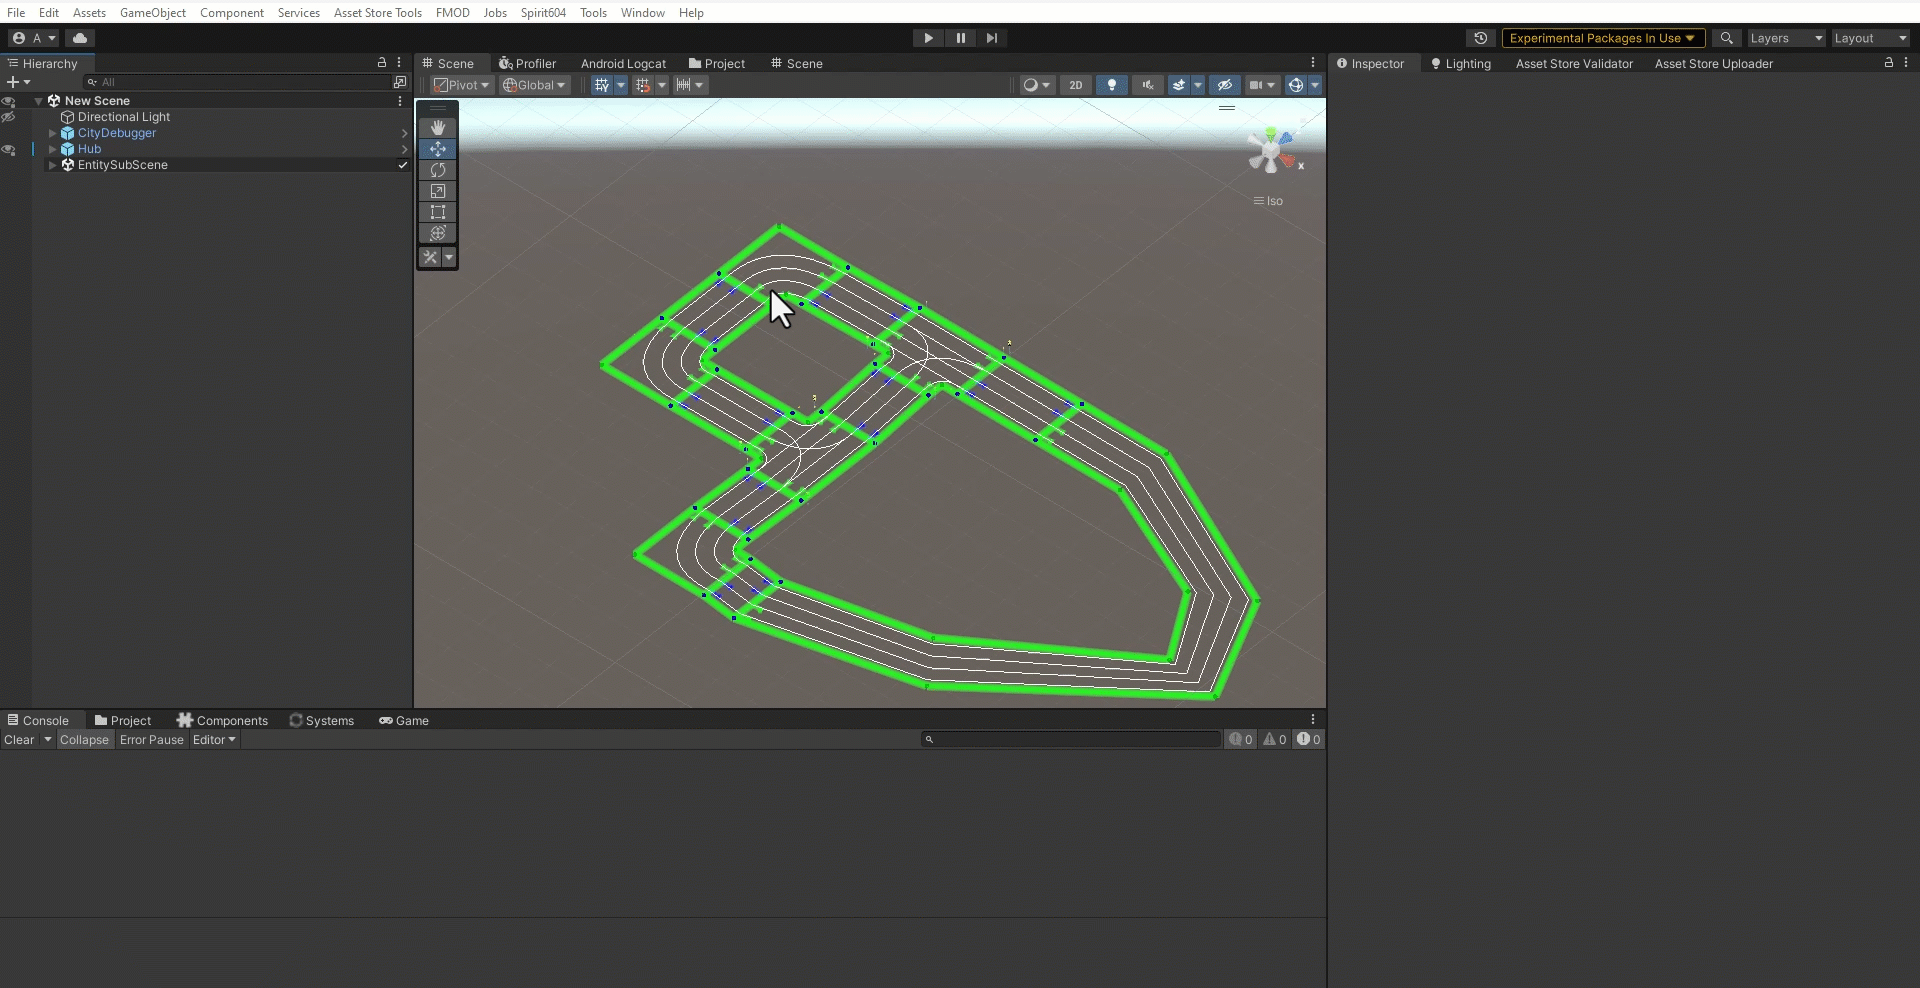 File Edit Assets GameObject Component Services Asset Store Tools FMOD Jobs Spirit604 Tools Window Help
A Experimental Packages In Use Layers Layout
Hierarchy
All
New Scene
Directional Light
CityDebugger
Hub
EntitySubScene
Scene Profiler Android Logcat Project Scene
Pivot Global 2D
x
Iso
Inspector Lighting Asset Store Validator Asset Store Uploader
Console Project Components Systems Game
Clear Collapse Error Pause Editor 0 0 0